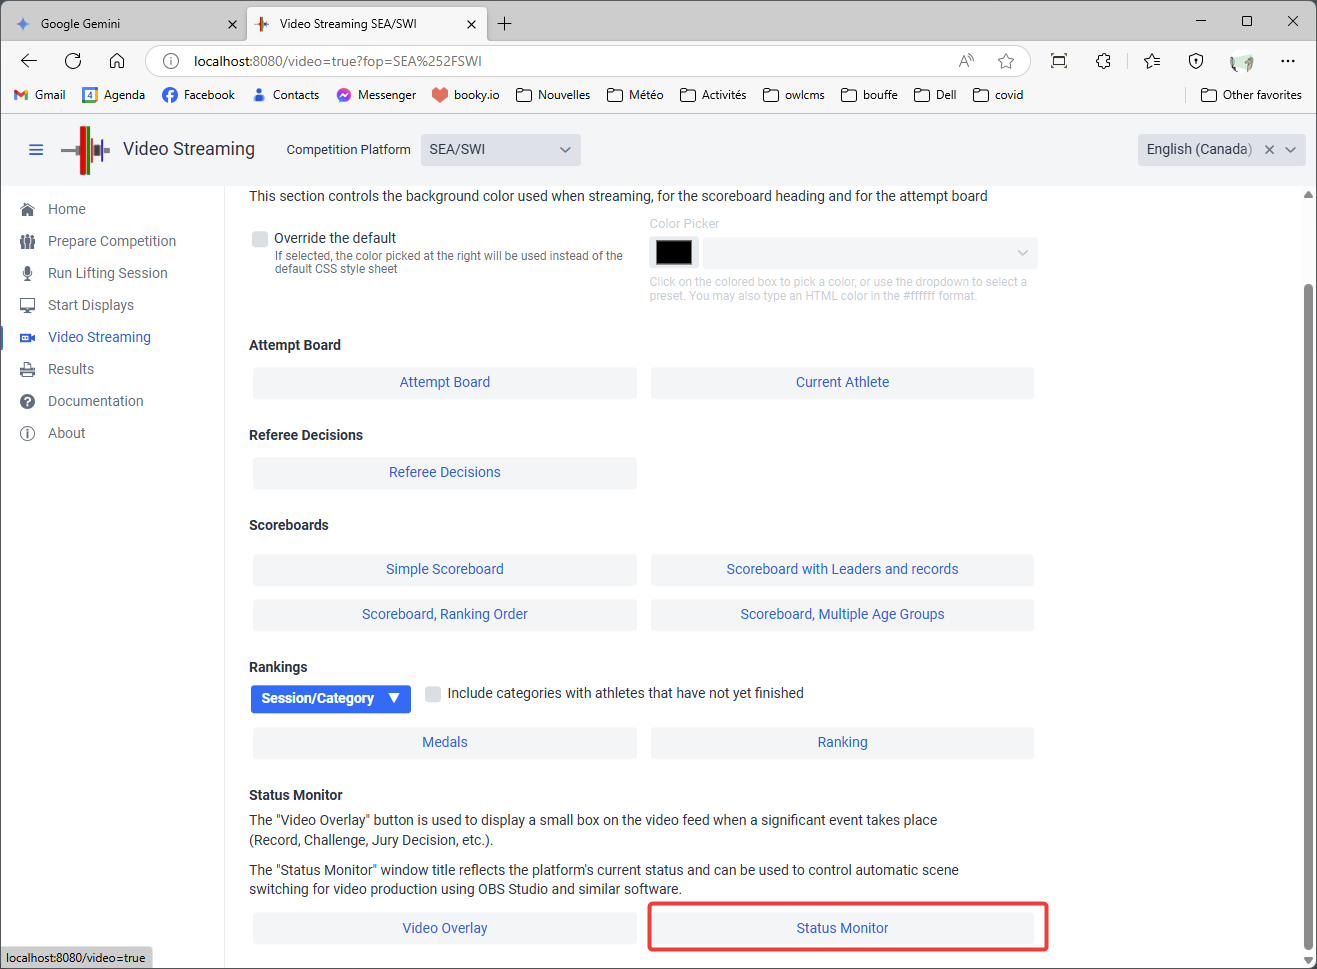 Google Gemini
Video Streaming SEA/SWI
localhost:8080/video=true?fop=SEA%252FSWI
Gmail
4 Agenda
Facebook
Contacts
Messenger
booky.io
Nouvelles
Météo
Activités
owlcms
bouffe
Dell
covid
Other favorites
Video Streaming
Competition Platform
SEA/SWI
English (Canada)
Home
Prepare Competition
Run Lifting Session
Start Displays
Video Streaming
Results
Documentation
About
This section controls the background color used when streaming, for the scoreboard heading and for the attempt board
Override the default
If selected, the color picked at the right will be used instead of the
default CSS style sheet
Color Picker
Click on the colored box to pick a color, or use the dropdown to select a
preset. You may also type an HTML color in the #ffffff format.
Attempt Board
Attempt Board
Current Athlete
Referee Decisions
Referee Decisions
Scoreboards
Simple Scoreboard
Scoreboard with Leaders and records
Scoreboard, Ranking Order
Scoreboard, Multiple Age Groups
Rankings
Session/Category ▼
Include categories with athletes that have not yet finished
Medals
Ranking
Status Monitor
The "Video Overlay" button is used to display a small box on the video feed when a significant event takes place
(Record, Challenge, Jury Decision, etc.).
The "Status Monitor" window title reflects the platform's current status and can be used to control automatic scene
switching for video production using OBS Studio and similar software.
Video Overlay
Status Monitor
localhost:8080/video=true